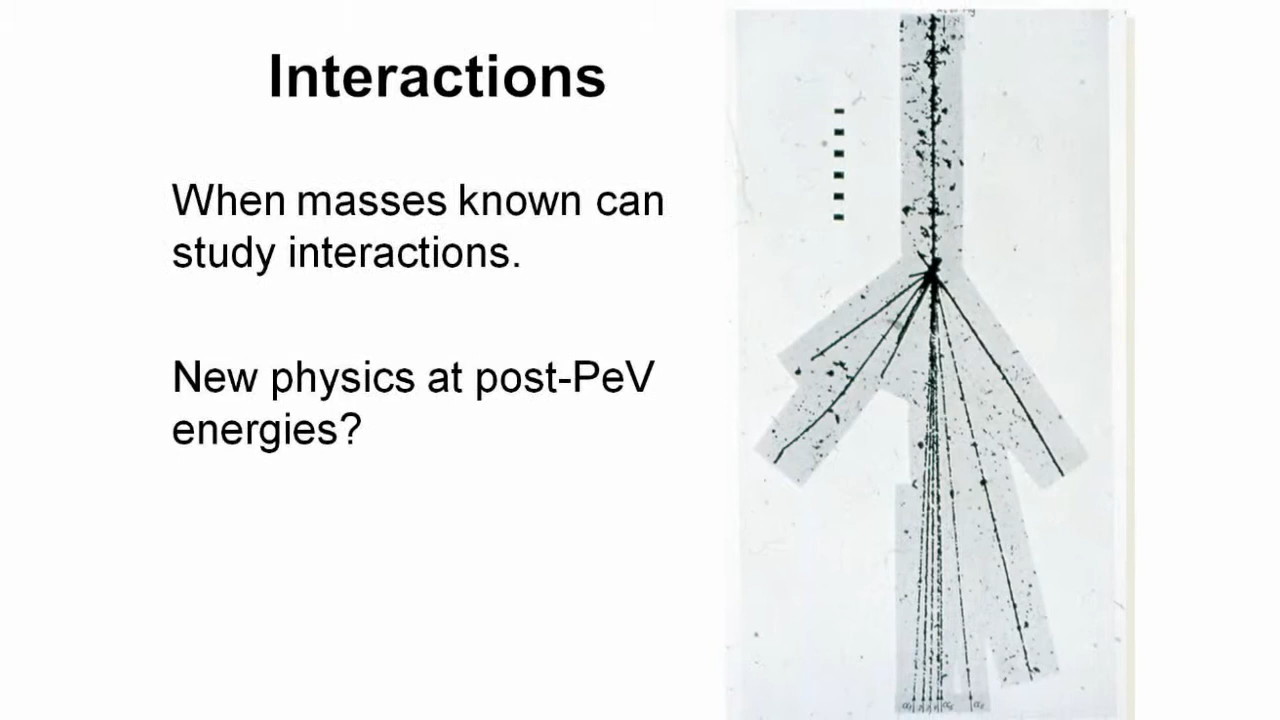 Interactions
When masses known can
study interactions.
New physics at post-PeV
energies?